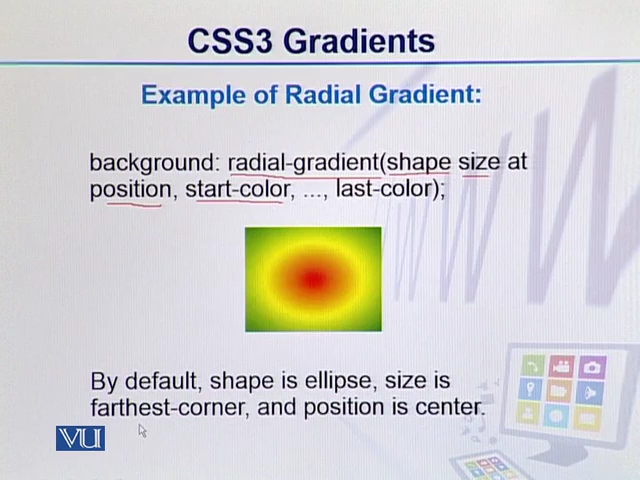 CSS3 Gradients
Example of Radial Gradient:
background: radial-gradient(shape size at
position, start-color, ..., last-color);
By default, shape is ellipse, size is
farthest-corner, and position is center.
VU